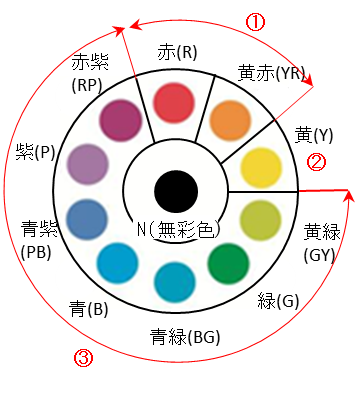 ①
赤(R)
赤紫
(RP)
黄赤(YR)
黄(Y)
②
紫(P)
N(無彩色)
青紫
(PB)
黄緑
(GY)
緑(G)
青(B)
青緑(BG)
③